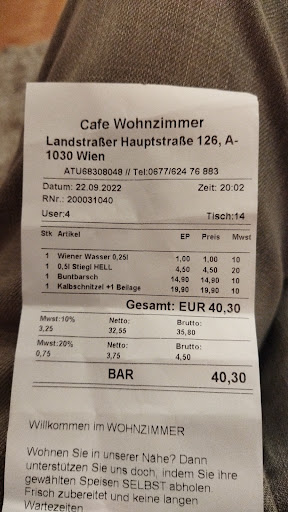 Cafe Wohnzimmer
Landstraßer Hauptstraße 126, A-
1030 Wien
ATU68308048 // Tel:0677/624 76 883
Datum: 22.09.2022 Zeit: 20:02
RNr.: 200031040
User:4 Tisch:14
Stk Artikel EP Preis Mwst
1 Wiener Wasser 0,25l 1,00 1,00 10
1 0,5l Stiegl HELL 4,50 4,50 20
1 Buntbarsch 14,90 14,90 10
1 Kalbschnitzel +1 Beilage 19,90 19,90 10
Gesamt: EUR 40,30
Mwst:10% Netto: Brutto:
3,25 32,55 35,80
Mwst:20% Netto: Brutto:
0,75 3,75 4,50
BAR 40,30
Willkommen im WOHNZIMMER
Wohnen Sie in unserer Nähe? Dann
unterstützen Sie uns doch, indem Sie ihre
gewählten Speisen SELBST abholen.
Frisch zubereitet und keine langen
Wartezeiten